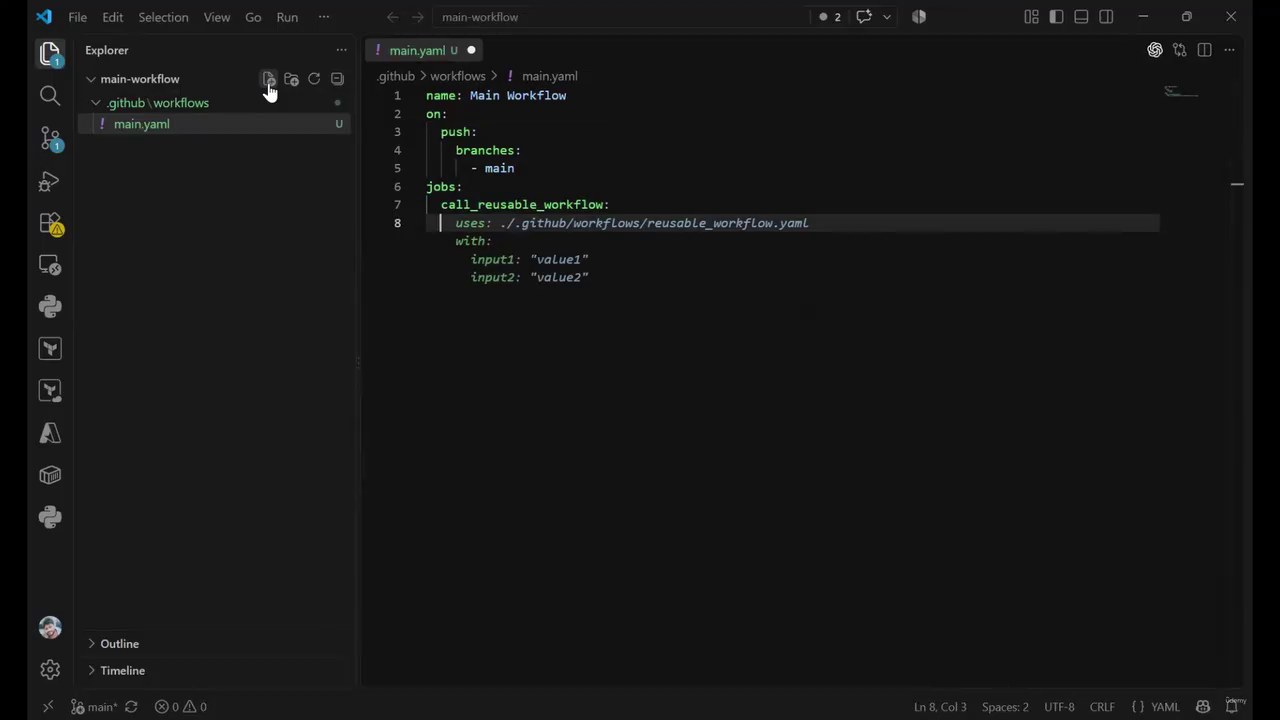 File Edit Selection View Go Run ··· main-workflow 2
Explorer ···
main-workflow
.github\workflows
! main.yaml U
Outline
Timeline
1
1
! main.yaml U
.github > workflows > ! main.yaml
1 name: Main Workflow
2 on:
3 push:
4 branches:
5 - main
6 jobs:
7 call_reusable_workflow:
8 uses: ./.github/workflows/reusable_workflow.yaml
with:
input1: "value1"
input2: "value2"
main* 0 0 Ln 8, Col 3 Spaces: 2 UTF-8 CRLF { } YAML
udemy